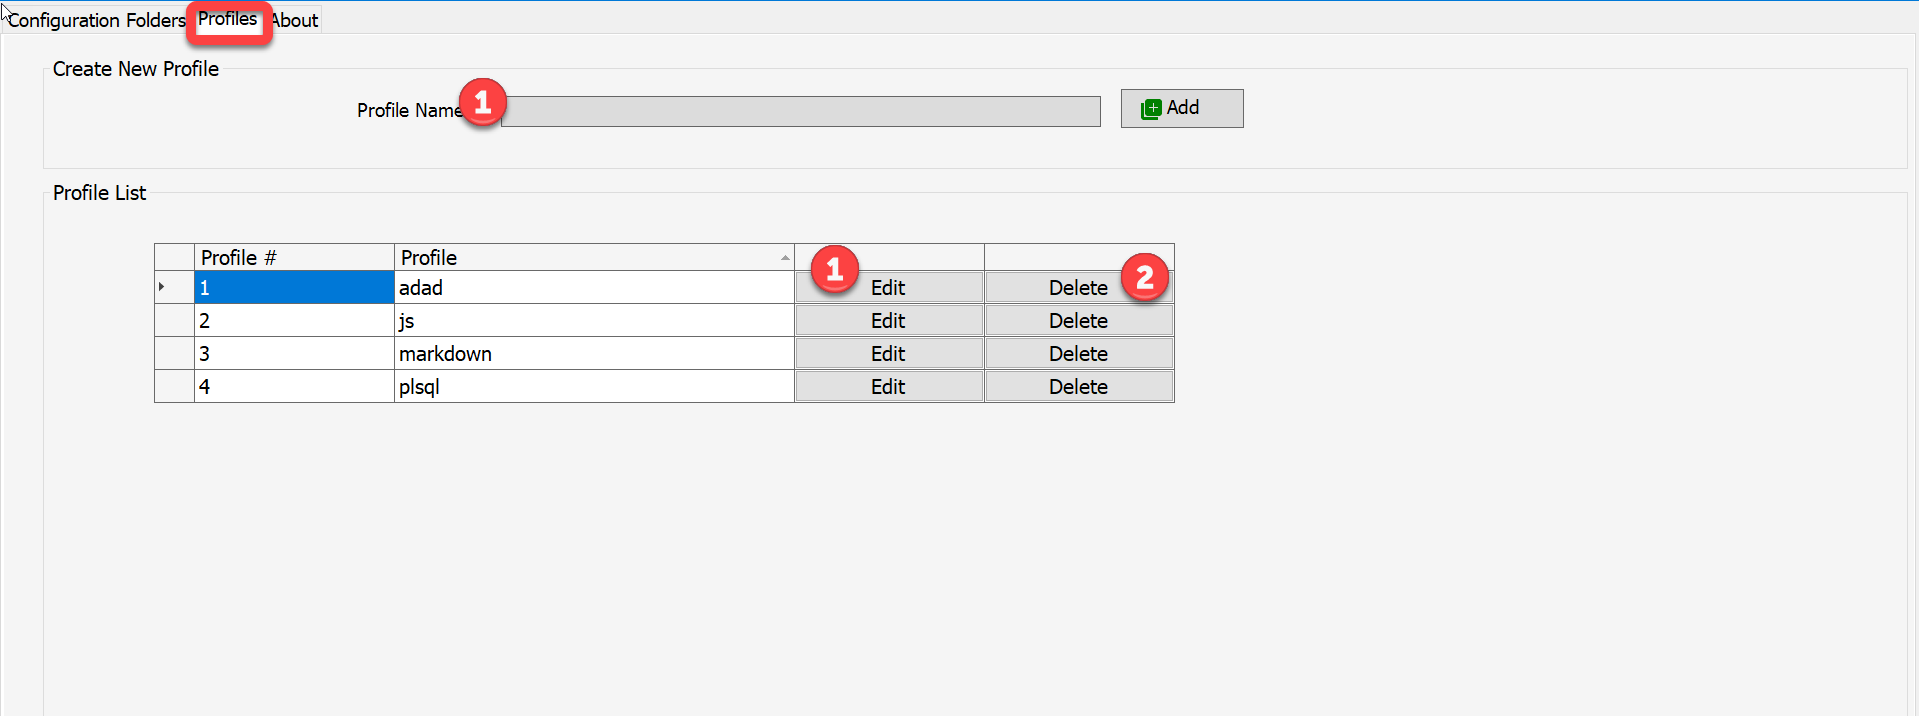 Configuration Folders Profiles About
Create New Profile
Profile Name 1 Add
Profile List
Profile # Profile
1 adad 1 Edit Delete 2
2 js Edit Delete
3 markdown Edit Delete
4 plsql Edit Delete